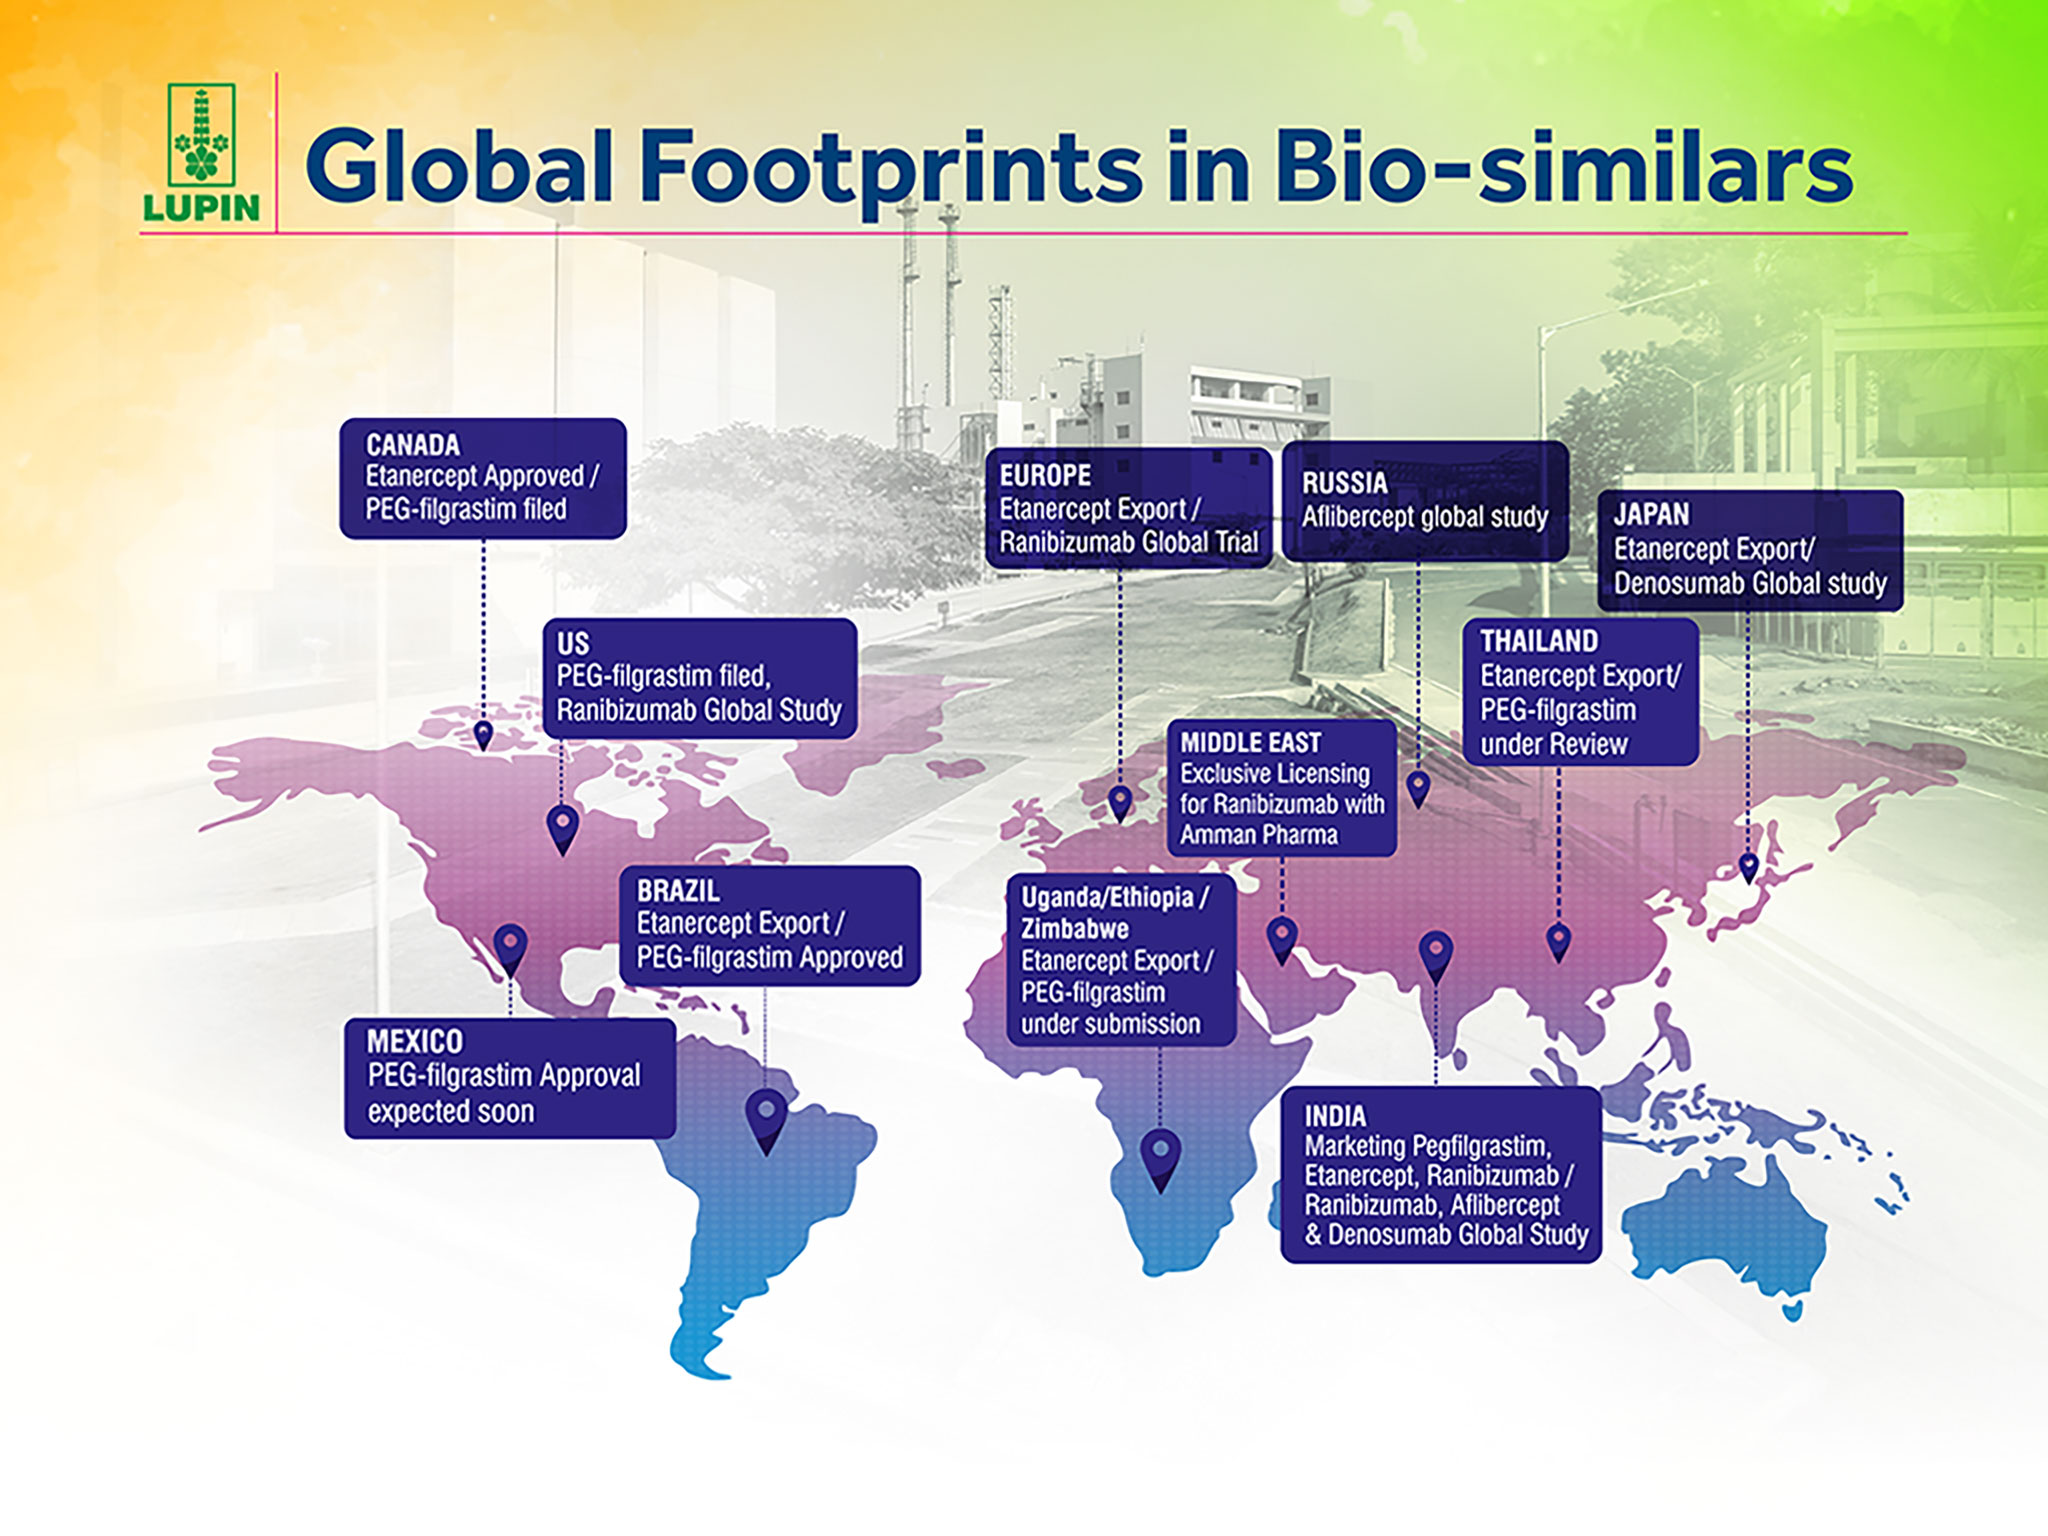 LUPIN
Global Footprints in Bio-similars
CANADA
Etanercept Approved /
PEG-filgrastim filed
EUROPE
Etanercept Export /
Ranibizumab Global Trial
RUSSIA
Aflibercept global study
JAPAN
Etanercept Export/
Denosumab Global study
US
PEG-filgrastim filed,
Ranibizumab Global Study
THAILAND
Etanercept Export/
PEG-filgrastim
under Review
MIDDLE EAST
Exclusive Licensing
for Ranibizumab with
Amman Pharma
BRAZIL
Etanercept Export /
PEG-filgrastim Approved
Uganda/Ethiopia /
Zimbabwe
Etanercept Export /
PEG-filgrastim
under submission
MEXICO
PEG-filgrastim Approval
expected soon
INDIA
Marketing Pegfilgrastim,
Etanercept, Ranibizumab /
Ranibizumab, Aflibercept
& Denosumab Global Study